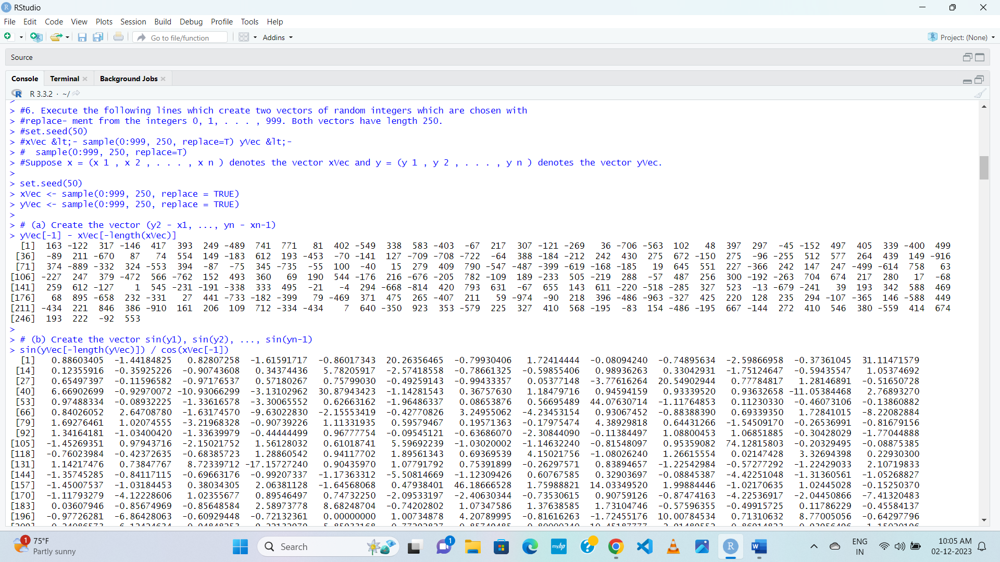 RStudio
File Edit Code View Plots Session Build Debug Profile Tools Help
Go to file/function Addins Project: (None)
Source
Console Terminal Background Jobs
R 3.3.2 · ~/
>
> #6. Execute the following lines which create two vectors of random integers which are chosen with
> #replace- ment from the integers 0, 1, . . . , 999. Both vectors have length 250.
> #set.seed(50)
> #xVec &lt;- sample(0:999, 250, replace=T) yVec &lt;-
> #  sample(0:999, 250, replace=T)
> #Suppose x = (x 1 , x 2 , . . . , x n ) denotes the vector xVec and y = (y 1 , y 2 , . . . , y n ) denotes the vector yVec.
>
> set.seed(50)
> xVec <- sample(0:999, 250, replace = TRUE)
> yVec <- sample(0:999, 250, replace = TRUE)
>
> # (a) Create the vector (y2 - x1, ..., yn - xn-1)
> yVec[-1] - xVec[-length(xVec)]
[1] 163 -122 317 -146 417 393 249 -489 741 771 81 402 -549 338 583 -403 -67 217 307 -121 -269 36 -706 -563 102 48 397 297 -45 -152 497 405 339 -400 499
[36] -89 211 -670 87 74 554 149 -183 612 193 -453 -70 -141 127 -709 -708 -722 -64 388 -184 -212 242 430 275 672 -150 275 -96 -255 512 577 264 439 149 -916
[71] 374 -889 -332 324 -553 394 -87 -75 345 -735 -55 100 -40 15 279 409 790 -547 -487 -399 -619 -168 -185 19 645 551 227 -366 242 147 247 -499 -614 758 63
[106] -227 247 379 -472 566 -762 152 493 360 69 190 544 -176 216 -676 -205 782 -109 189 -233 505 -219 288 -57 487 256 300 -192 -263 704 674 217 280 17 -68
[141] 259 612 -127 1 545 -231 -191 -338 333 495 -21 -4 294 -668 -814 420 793 631 -67 655 143 611 -220 -518 -285 327 523 -13 -679 -241 39 193 342 588 469
[176] 68 895 -658 232 -331 27 441 -733 -182 -399 79 -469 371 475 265 -407 211 59 -974 -90 218 396 -486 -963 -327 425 220 128 235 294 -107 -365 146 -588 449
[211] -434 221 846 386 -910 161 206 109 712 -334 -434 7 640 -350 923 353 -579 225 327 410 568 -195 -83 154 -486 -195 667 -144 272 410 546 380 -559 414 674
[246] 193 222 -92 553
>
> # (b) Create the vector sin(y1), sin(y2), ..., sin(yn-1)
> sin(yVec[-length(yVec)]) / cos(xVec[-1])
[1] 0.88603405 -1.44184825 0.82807258 -1.61591717 -0.86017343 20.26356465 -0.79930406 1.72414444 -0.08094240 -0.74895634 -2.59866958 -0.37361045 31.11471579
[14] 0.12355916 -0.35925226 -0.90743608 0.34374436 5.78205917 -2.57418558 -0.78661325 -0.59855406 0.98936263 0.33042931 -1.75124647 -0.59435547 1.05374692
[27] 0.65497397 -0.11596582 -0.97176537 0.57180267 0.75799030 -0.49259143 -0.99433357 0.05377148 -3.77616264 20.54902944 0.77784817 1.28146891 -0.51650728
[40] 6.66902699 -0.92970072 -10.93066299 -3.13102962 30.87943423 -1.14281543 0.36757630 1.18479716 0.94594159 0.93339520 0.93632658 -11.05384468 2.76893270
[53] 0.97488334 -0.08932225 -1.33616578 -3.30065552 0.62663162 -1.96486337 0.08653876 0.56695489 44.07630714 -1.11764853 0.11230330 -0.46073106 -0.13860882
[66] 0.84026052 2.64708780 -1.63174570 -9.63022830 -2.15553419 -0.42770826 3.24955062 -4.23453154 0.93067452 -0.88388390 0.69339350 1.72841015 -8.22082884
[79] 1.69276461 1.02074555 -3.21968328 -0.90739226 1.11331935 0.59579467 0.19571363 -0.17975474 4.38929818 0.64431266 -1.54509170 -0.26536991 -0.81679156
[92] 1.34164181 -1.03400420 -1.33639979 -0.44444499 0.96777754 -0.09545121 -0.63686070 -2.30844090 -0.11384497 1.08800453 1.06851885 -0.30428029 -1.77044888
[105] -1.45269351 0.97943716 -2.15021752 1.56128032 0.61018741 5.59692239 -1.03020002 -1.14632240 -0.81548097 0.95359082 74.12815803 -0.20329495 -0.08875385
[118] -0.76023984 -0.42372635 -0.68385723 1.28860542 0.94117702 1.89561343 0.69369539 4.15021756 -1.08026240 1.26615554 0.02147428 3.32694398 0.22930300
[131] 1.14217476 0.73847767 8.72339712 -17.15727240 0.90435970 1.07791792 0.75391899 -0.26297571 0.83894657 -1.22542984 -0.57277292 -1.22429033 2.10719833
[144] -1.35745285 -0.84117115 -0.69663176 -0.99207337 -1.17363312 -5.50814669 -1.12309426 0.60767585 0.32903697 -0.08845387 -4.42251048 -1.31360561 -1.05268827
[157] -1.45007537 -1.03184453 0.38034305 2.06381128 -1.64568068 0.47938401 46.18666528 1.75988821 14.03349520 1.99884446 -1.02170635 1.02445028 -0.15250370
[170] -1.11793279 -4.12228606 1.02355677 0.89546497 0.74732250 -2.09533197 -2.40630344 -0.73530615 0.90759126 -0.87474163 -4.22536917 -2.04450866 -7.41320483
[183] 0.03607946 -0.85674969 -0.85648584 2.58973778 8.68248704 -0.74202802 1.07347586 1.37638585 1.73104746 -0.57596355 -0.49915725 0.11786229 -0.45584137
[196] -0.97726281 -6.86428063 -0.60929448 -0.72132361 0.00000000 1.00734878 4.20789995 -0.81616263 -1.72455176 10.00784534 0.71310632 8.77005056 -0.64297796
1 75°F
Partly sunny
Search
1
myhp
ENG
IN
10:05 AM
02-12-2023